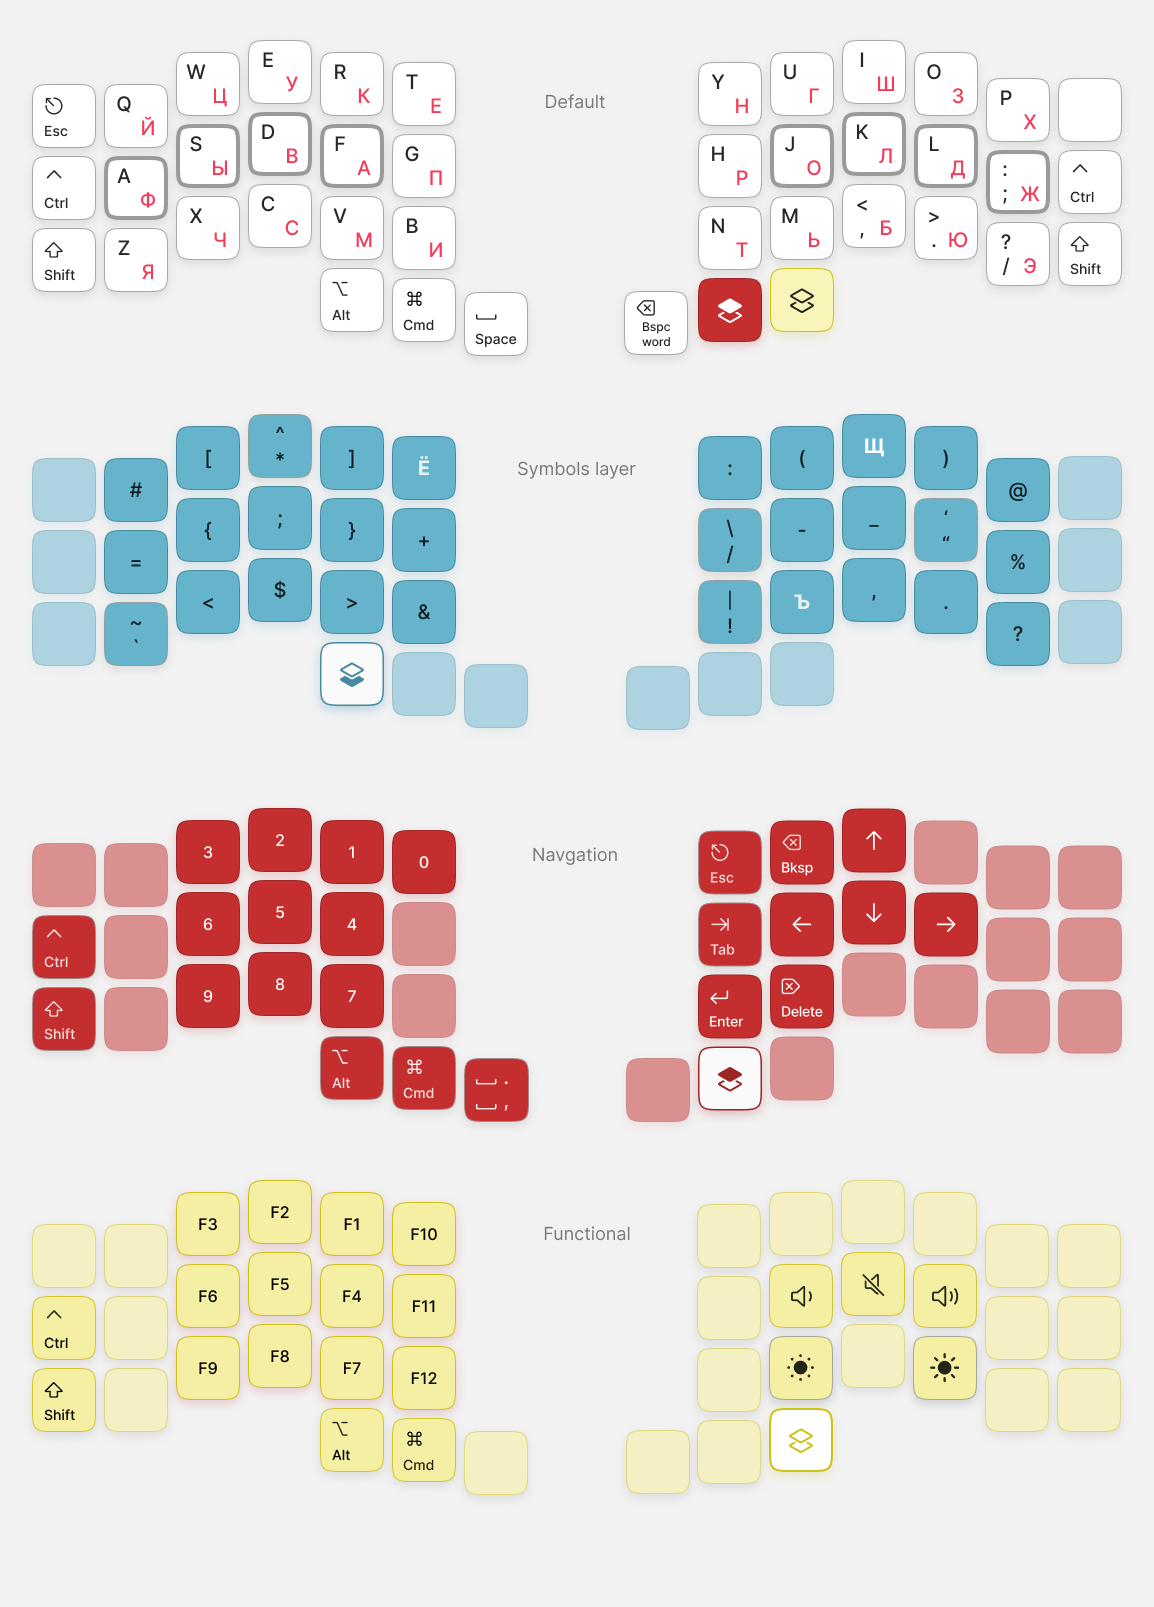 Default
Esc Q Й W Ц E У R К T Е Y Н U Г I Ш O З P Х
^ Ctrl A Ф S Ы D В F А G П H Р J О K Л L Д : ; Ж ^ Ctrl
Shift Z Я X Ч C С V М B И N Т M Ь < , Б > . Ю ? / Э Shift
⌥ Alt ⌘ Cmd Space Bspc word
Symbols layer
# [ ^ * ] Ё : ( Щ ) @
= { ; } + \ / - _ ‘ “ %
~ ` < $ > & | ! Ъ , . ?
Navgation
3 2 1 0 Esc Bksp ↑
^ Ctrl 6 5 4 Tab ← ↓ →
Shift 9 8 7 Enter Delete
⌥ Alt ⌘ Cmd . ,
Functional
F3 F2 F1 F10
^ Ctrl F6 F5 F4 F11
Shift F9 F8 F7 F12
⌥ Alt ⌘ Cmd